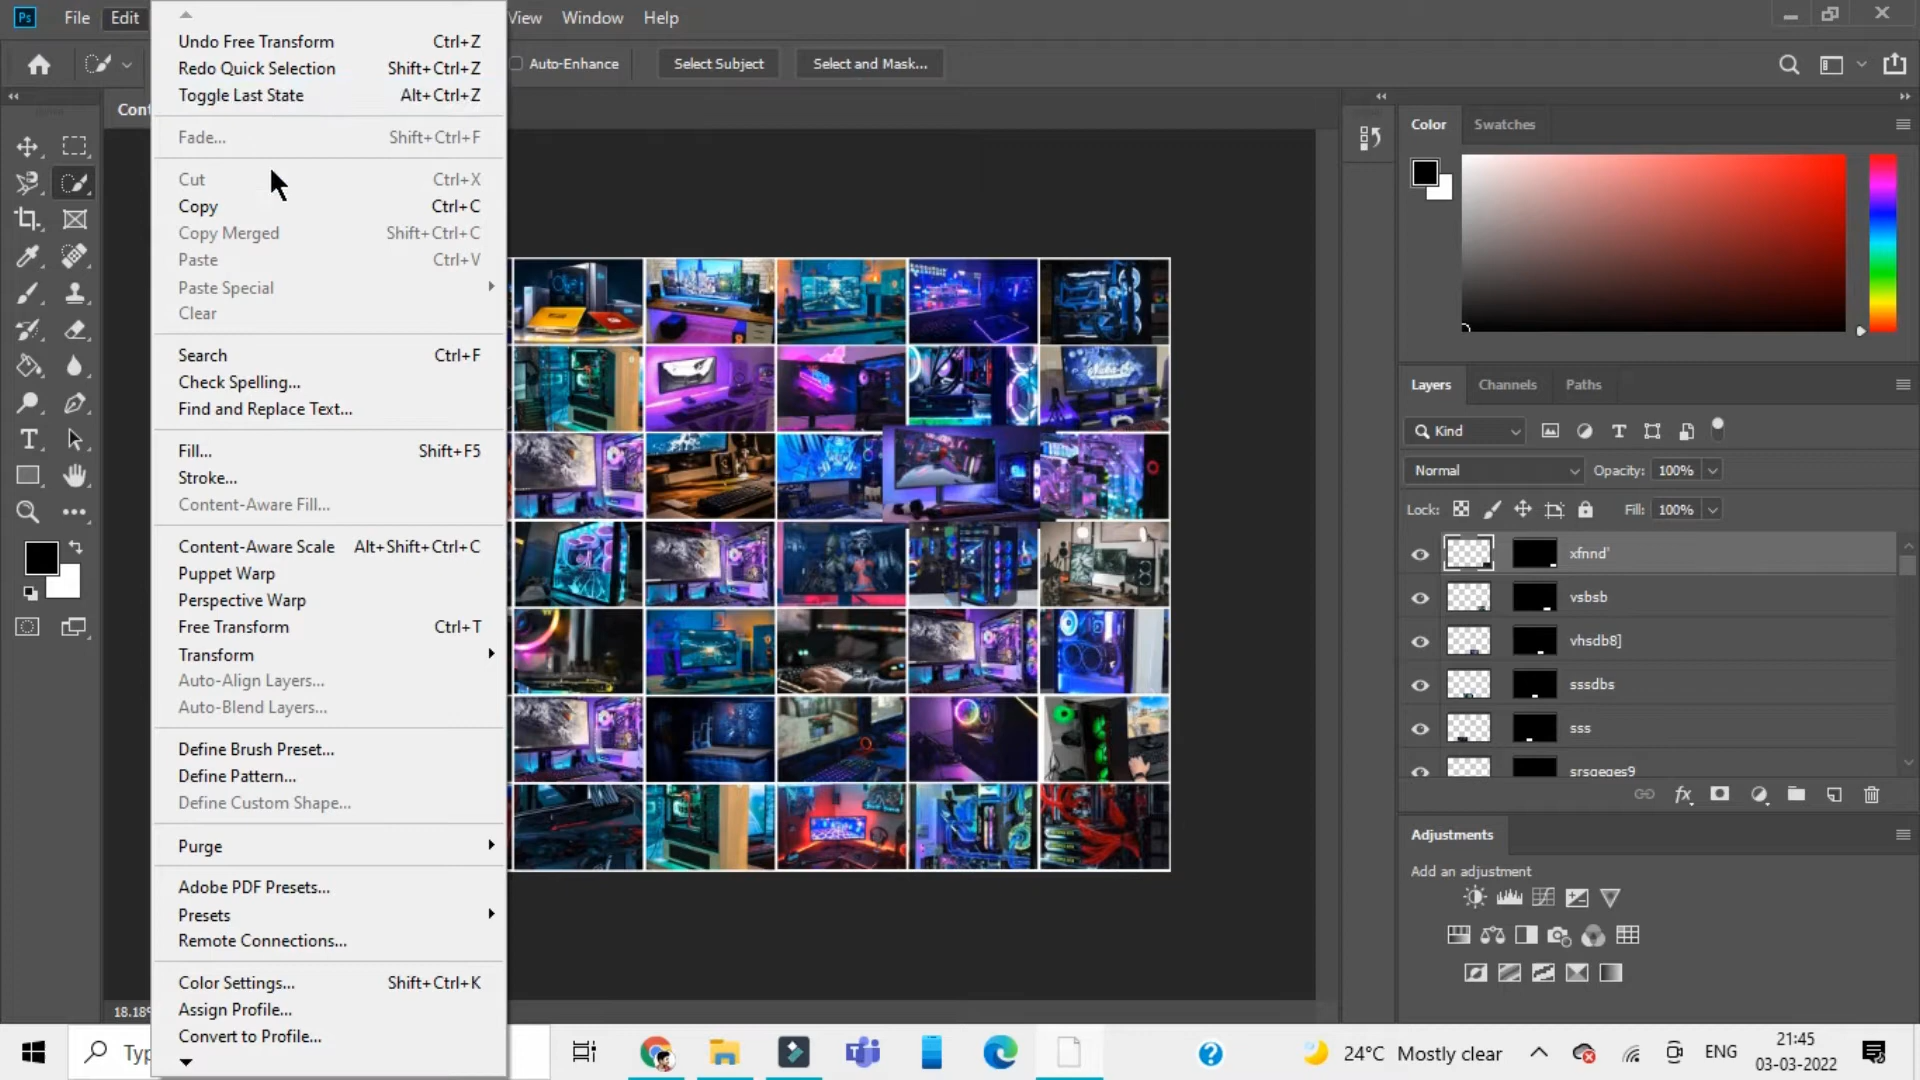 Ps File Edit View Window Help
Auto-Enhance Select Subject Select and Mask...
Cont
Undo Free Transform Ctrl+Z
Redo Quick Selection Shift+Ctrl+Z
Toggle Last State Alt+Ctrl+Z
Fade... Shift+Ctrl+F
Cut Ctrl+X
Copy Ctrl+C
Copy Merged Shift+Ctrl+C
Paste Ctrl+V
Paste Special
Clear
Search Ctrl+F
Check Spelling...
Find and Replace Text...
Fill... Shift+F5
Stroke...
Content-Aware Fill...
Content-Aware Scale Alt+Shift+Ctrl+C
Puppet Warp
Perspective Warp
Free Transform Ctrl+T
Transform
Auto-Align Layers...
Auto-Blend Layers...
Define Brush Preset...
Define Pattern...
Define Custom Shape...
Purge
Adobe PDF Presets...
Presets
Remote Connections...
Color Settings... Shift+Ctrl+K
Assign Profile...
Convert to Profile...
Color Swatches
Layers Channels Paths
Kind
Normal Opacity: 100%
Lock: Fill: 100%
xfnnd'
vsbsb
vhsdb8]
sssdbs
sss
srsgeges9
Adjustments
Add an adjustment
18.18%
Typ
24°C Mostly clear ENG
21:45
03-03-2022